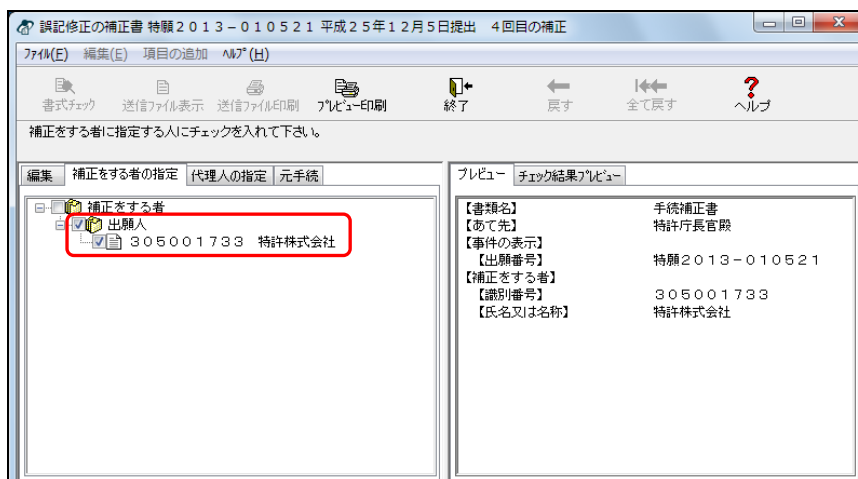 誤記修正の補正書 特願２０１３－０１０５２１ 平成２５年１２月５日提出　４回目の補正
ﾌｧｲﾙ(F)　編集(E)　項目の追加　ﾍﾙﾌﾟ(H)
書式チェック　送信ファイル表示　送信ファイル印刷　プレビュー印刷　終了　戻す　全て戻す　ヘルプ
補正をする者に指定する人にチェックを入れて下さい。
編集　補正をする者の指定　代理人の指定　元手続
補正をする者
出願人
３０５００１７３３　特許株式会社
プレビュー　チェック結果プレビュー
【書類名】　手続補正書
【あて先】　特許庁長官殿
【事件の表示】
【出願番号】　特願２０１３－０１０５２１
【補正をする者】
【識別番号】　３０５００１７３３
【氏名又は名称】　特許株式会社